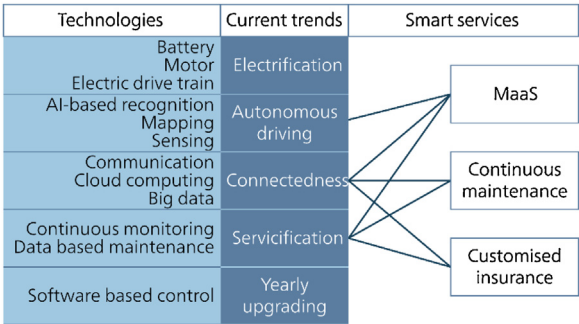 Technologies
Current trends
Smart services
Battery
Motor
Electric drive train
Electrification
AI-based recognition
Mapping
Sensing
Autonomous
driving
Communication
Cloud computing
Big data
Connectedness
Continuous monitoring
Data based maintenance
Servicification
Software based control
Yearly
upgrading
MaaS
Continuous
maintenance
Customised
insurance